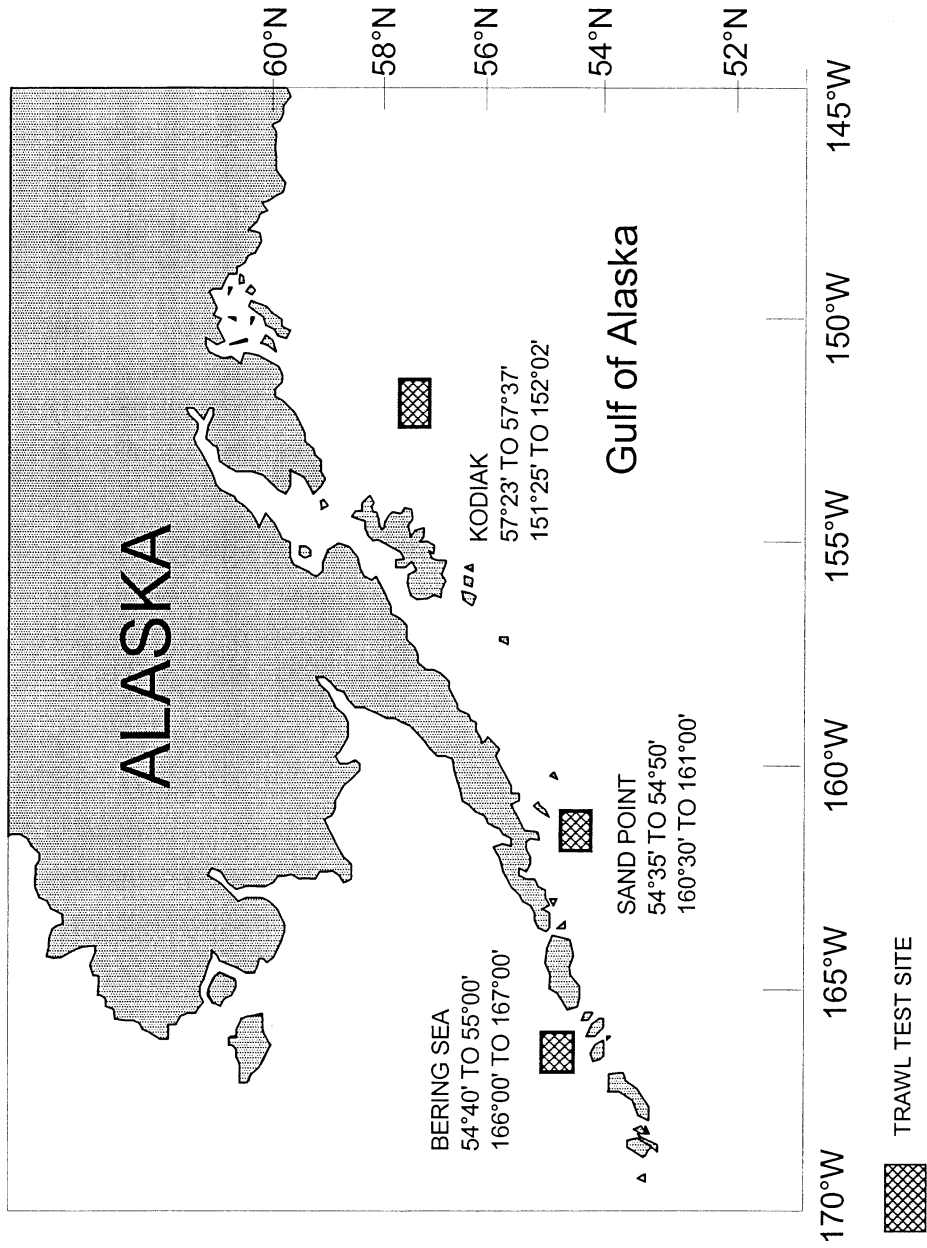 ALASKA
60°N
58°N
56°N
54°N
52°N
BERING SEA
54°40' TO 55°00'
166°00' TO 167°00'
KODIAK
57°23' TO 57°37'
151°25' TO 152°02'
SAND POINT
54°35' TO 54°50'
160°30' TO 161°00'
Gulf of Alaska
170°W
165°W
160°W
155°W
150°W
145°W
TRAWL TEST SITE